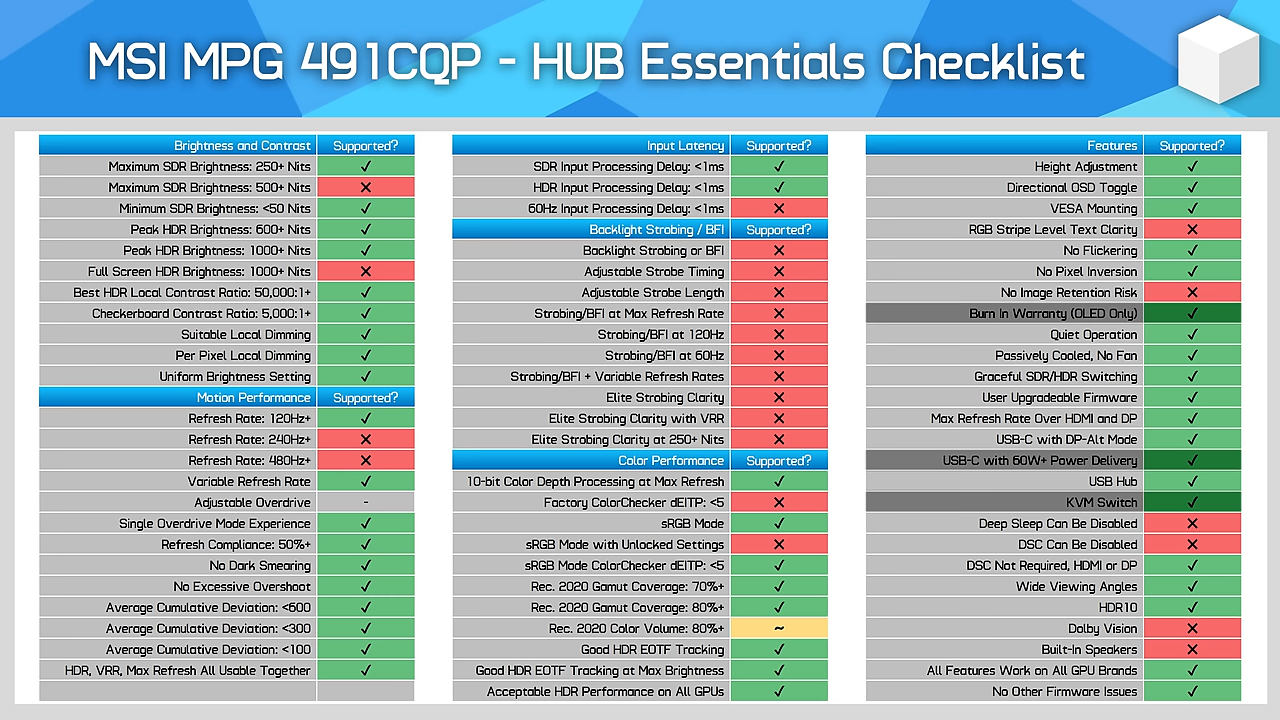 MSI MPG 491CQP - HUB Essentials Checklist
Brightness and Contrast Supported?
Maximum SDR Brightness: 250+ Nits ✓
Maximum SDR Brightness: 500+ Nits ✕
Minimum SDR Brightness: <50 Nits ✓
Peak HDR Brightness: 600+ Nits ✓
Peak HDR Brightness: 1000+ Nits ✓
Full Screen HDR Brightness: 1000+ Nits ✕
Best HDR Local Contrast Ratio: 50,000:1+ ✓
Checkerboard Contrast Ratio: 5,000:1+ ✓
Suitable Local Dimming ✓
Per Pixel Local Dimming ✓
Uniform Brightness Setting ✓
Motion Performance Supported?
Refresh Rate: 120Hz+ ✓
Refresh Rate: 240Hz+ ✕
Refresh Rate: 480Hz+ ✕
Variable Refresh Rate ✓
Adjustable Overdrive -
Single Overdrive Mode Experience ✓
Refresh Compliance: 50%+ ✓
No Dark Smearing ✓
No Excessive Overshoot ✓
Average Cumulative Deviation: <600 ✓
Average Cumulative Deviation: <300 ✓
Average Cumulative Deviation: <100 ✓
HDR, VRR, Max Refresh All Usable Together ✓
Input Latency Supported?
SDR Input Processing Delay: <1ms ✓
HDR Input Processing Delay: <1ms ✓
60Hz Input Processing Delay: <1ms ✕
Backlight Strobing / BFI Supported?
Backlight Strobing or BFI ✕
Adjustable Strobe Timing ✕
Adjustable Strobe Length ✕
Strobing/BFI at Max Refresh Rate ✕
Strobing/BFI at 120Hz ✕
Strobing/BFI at 60Hz ✕
Strobing/BFI + Variable Refresh Rates ✕
Elite Strobing Clarity ✕
Elite Strobing Clarity with VRR ✕
Elite Strobing Clarity at 250+ Nits ✕
Color Performance Supported?
10-bit Color Depth Processing at Max Refresh ✓
Factory ColorChecker dEITP: <5 ✕
sRGB Mode ✓
sRGB Mode with Unlocked Settings ✕
sRGB Mode ColorChecker dEITP: <5 ✓
Rec. 2020 Gamut Coverage: 70%+ ✓
Rec. 2020 Gamut Coverage: 80%+ ✓
Rec. 2020 Color Volume: 80%+ ~
Good HDR EOTF Tracking ✓
Good HDR EOTF Tracking at Max Brightness ✓
Acceptable HDR Performance on All GPUs ✓
Features Supported?
Height Adjustment ✓
Directional OSD Toggle ✓
VESA Mounting ✓
RGB Stripe Level Text Clarity ✕
No Flickering ✓
No Pixel Inversion ✓
No Image Retention Risk ✕
Burn In Warranty (OLED Only) ✓
Quiet Operation ✓
Passively Cooled, No Fan ✓
Graceful SDR/HDR Switching ✓
User Upgradeable Firmware ✓
Max Refresh Rate Over HDMI and DP ✓
USB-C with DP-Alt Mode ✓
USB-C with 60W+ Power Delivery ✓
USB Hub ✓
KVM Switch ✓
Deep Sleep Can Be Disabled ✕
DSC Can Be Disabled ✕
DSC Not Required, HDMI or DP ✓
Wide Viewing Angles ✓
HDR10 ✓
Dolby Vision ✕
Built-In Speakers ✕
All Features Work on All GPU Brands ✓
No Other Firmware Issues ✓